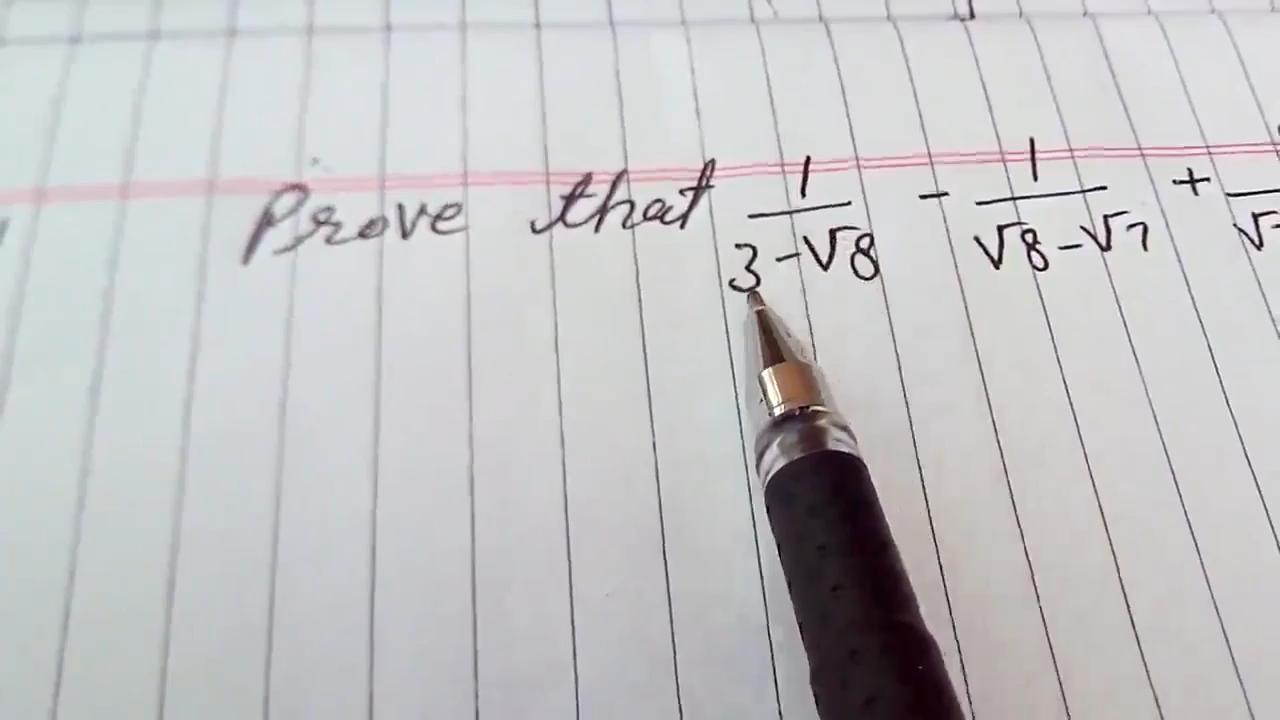 Prove that 1/(3-√8) - 1/(√8-√7) +